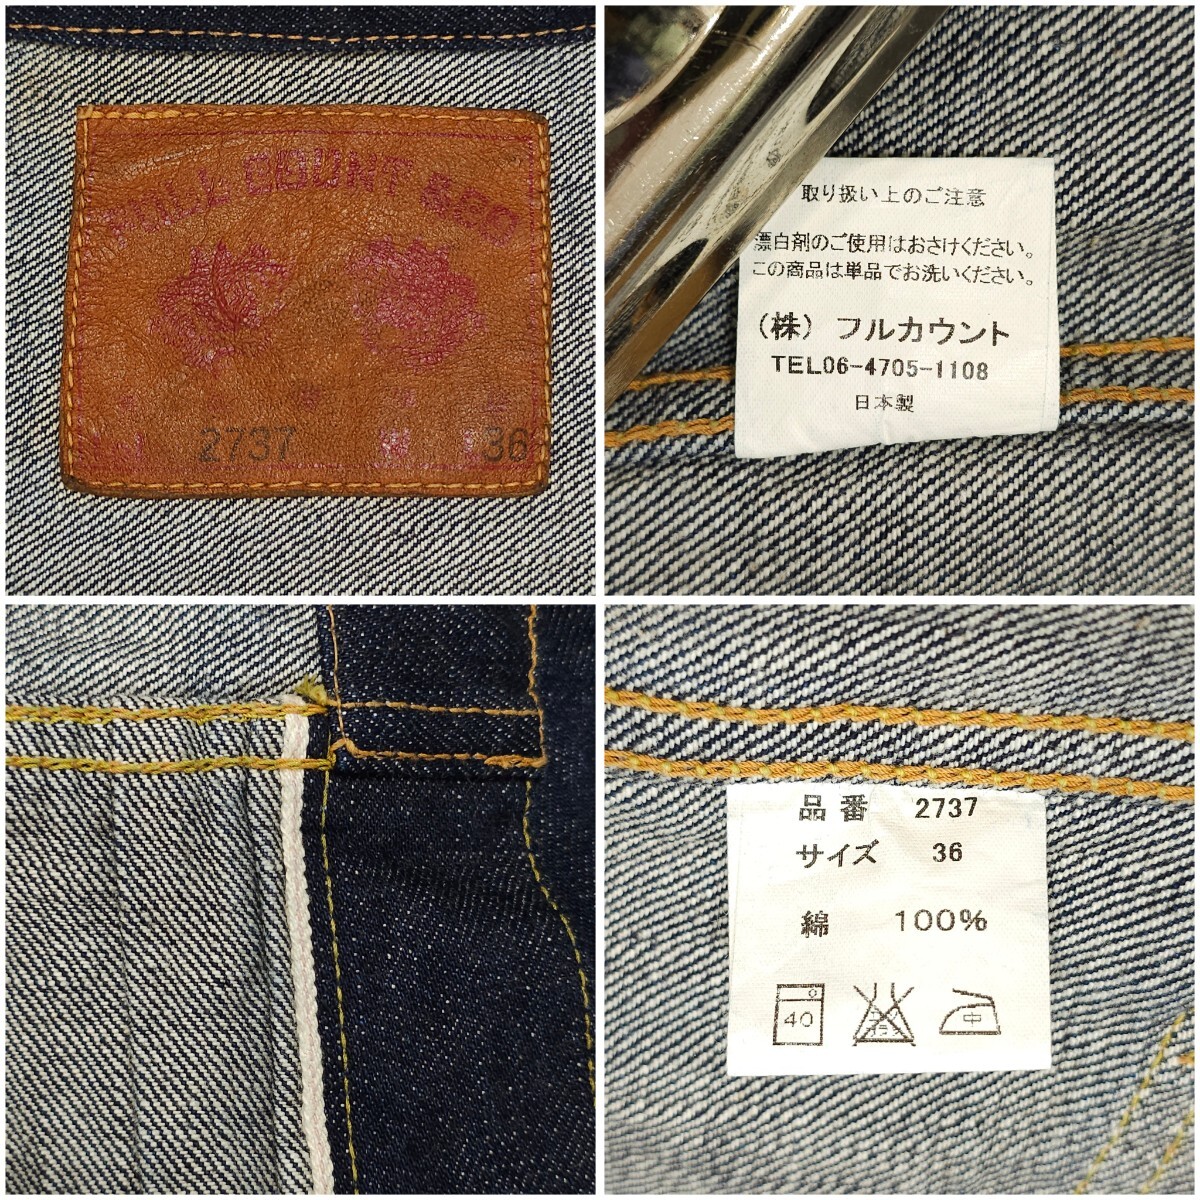 FULL COUNT &CO
2737 36
取り扱い上のご注意
漂白剤のご使用はおさけください。
この商品は単品でお洗いください。
(株) フルカウント
TEL06-4705-1108
日本製
品番 2737
サイズ 36
綿 100%
40 中